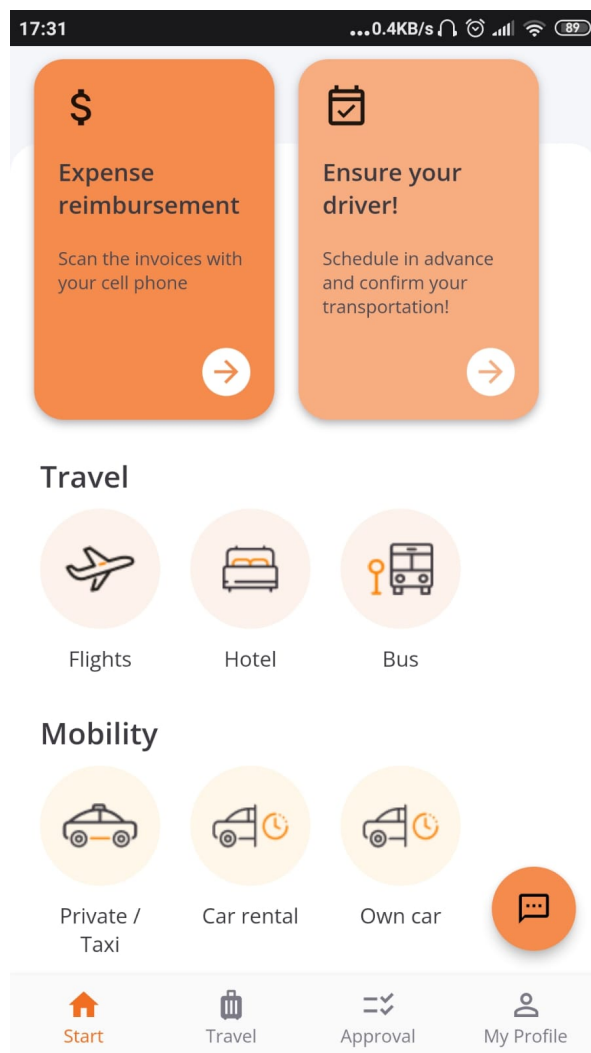 17:31
...0.4KB/s
89
$
Expense
reimbursement
Scan the invoices with
your cell phone
Ensure your
driver!
Schedule in advance
and confirm your
transportation!
Travel
Flights
Hotel
Bus
Mobility
Private /
Taxi
Car rental
Own car
Start
Travel
Approval
My Profile